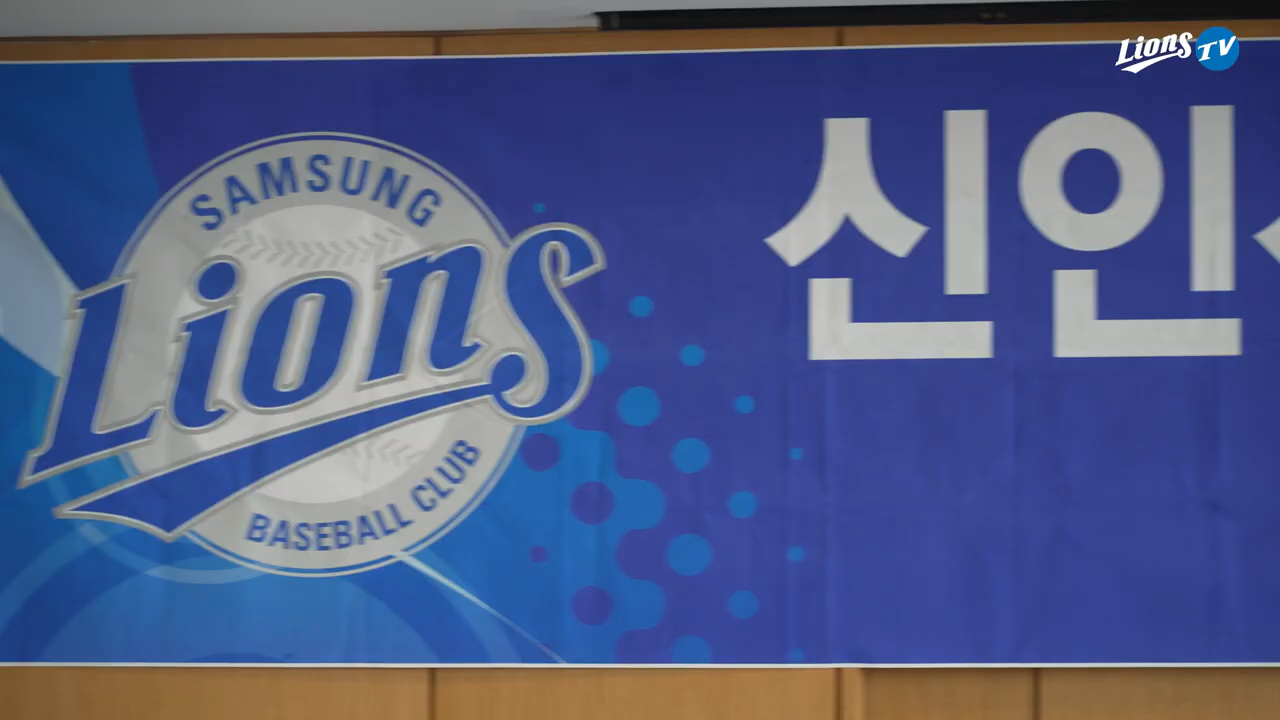 Lions TV
SAMSUNG
Lions
BASEBALL CLUB
신인